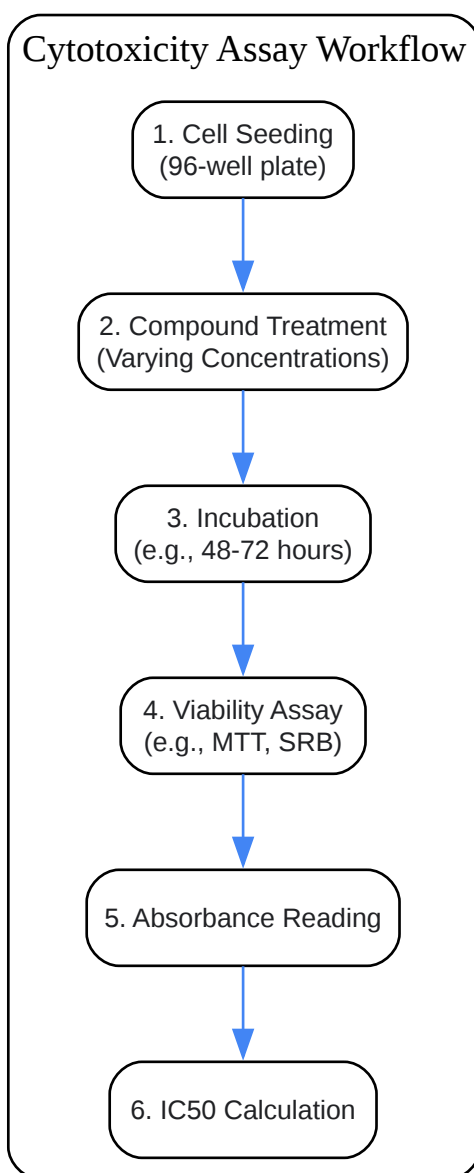 Cytotoxicity Assay Workflow
1. Cell Seeding
(96-well plate)
2. Compound Treatment
(Varying Concentrations)
3. Incubation
(e.g., 48-72 hours)
4. Viability Assay
(e.g., MTT, SRB)
5. Absorbance Reading
6. IC50 Calculation